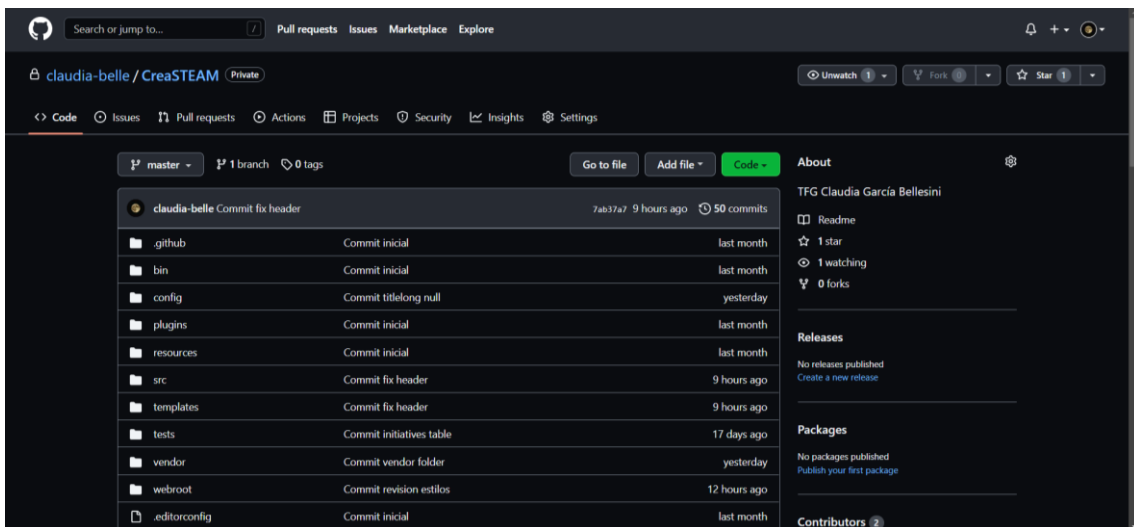 Search or jump to... / Pull requests Issues Marketplace Explore
claudia-belle / CreaSTEAM Private Unwatch 1 Fork 0 Star 1
Code Issues Pull requests Actions Projects Security Insights Settings
master 1 branch 0 tags Go to file Add file Code
claudia-belle Commit fix header 7ab37a7 9 hours ago 50 commits
.github Commit inicial last month
bin Commit inicial last month
config Commit titlelong null yesterday
plugins Commit inicial last month
resources Commit inicial last month
src Commit fix header 9 hours ago
templates Commit fix header 9 hours ago
tests Commit initiatives table 17 days ago
vendor Commit vendor folder yesterday
webroot Commit revision estilos 12 hours ago
.editorconfig Commit inicial last month
About
TFG Claudia García Bellesini
Readme
1 star
1 watching
0 forks
Releases
No releases published
Create a new release
Packages
No packages published
Publish your first package
Contributors 2